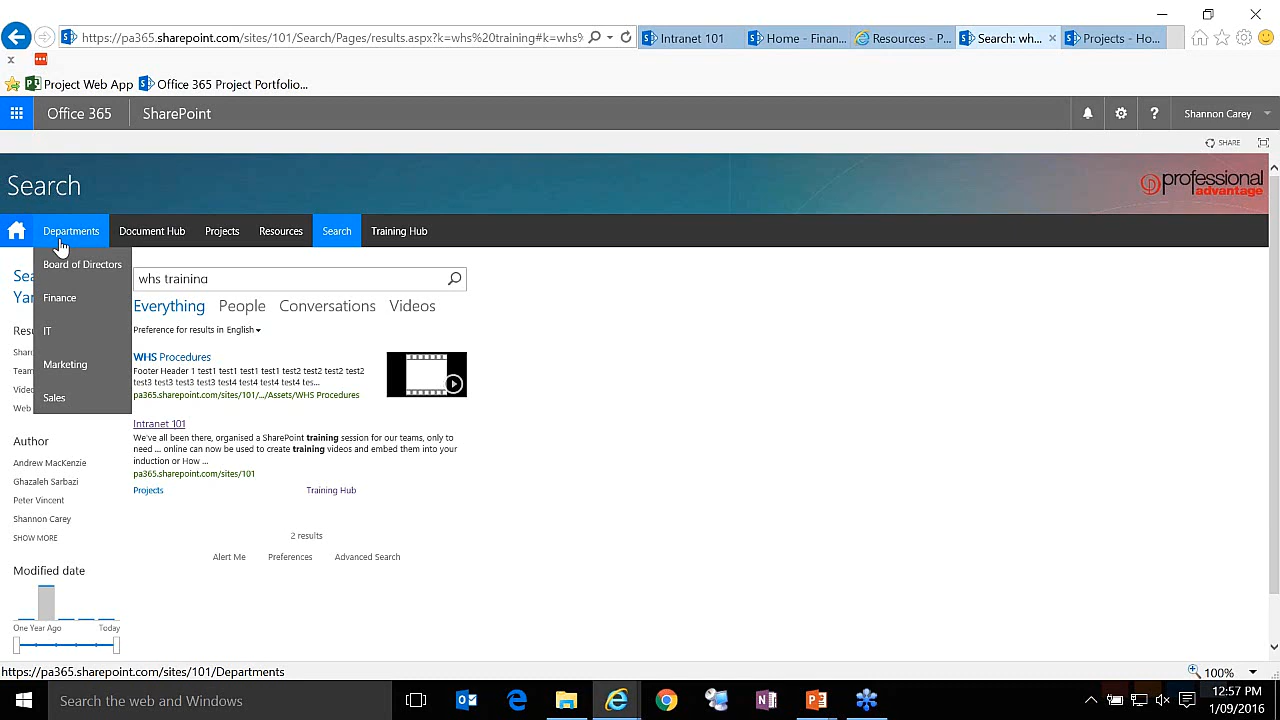 https://pa365.sharepoint.com/sites/101/Search/Pages/results.aspx?k=whs%20training#k=whs%
Intranet 101
Home - Finan...
Resources - P...
Search: wh...
Projects - Ho...
x
Project Web App
Office 365 Project Portfolio...
Office 365
SharePoint
?
Shannon Carey
SHARE
Search
professional
advantage
Departments
Document Hub
Projects
Resources
Search
Training Hub
Board of Directors
Finance
IT
Marketing
Sales
Sea
Yar
whs training
Everything
People
Conversations
Videos
Preference for results in English
Res
Share
Team
Video
Web
WHS Procedures
Footer Header 1 test1 test1 test1 test1 test2 test2 test2 test2
test3 test3 test3 test3 test4 test4 test4 test4 tes...
pa365.sharepoint.com/sites/101/.../Assets/WHS Procedures
Intranet 101
We've all been there, organised a SharePoint training session for our teams, only to
need ... online can now be used to create training videos and embed them into your
induction or How ...
pa365.sharepoint.com/sites/101
Projects
Training Hub
2 results
Alert Me
Preferences
Advanced Search
Author
Andrew MacKenzie
Ghazaleh Sarbazi
Peter Vincent
Shannon Carey
SHOW MORE
Modified date
One Year Ago
Today
https://pa365.sharepoint.com/sites/101/Departments
100%
Search the web and Windows
12:57 PM
1/09/2016